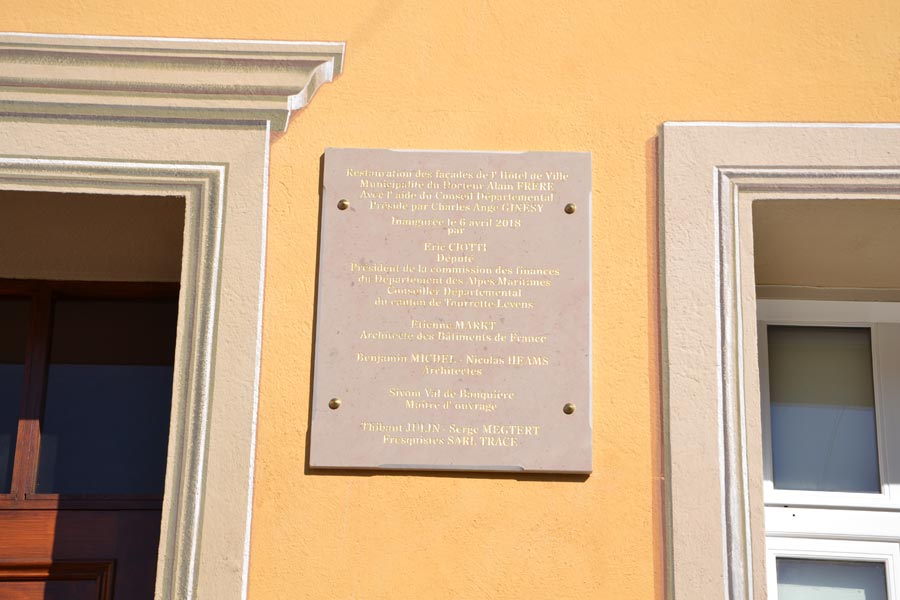 Restauration des façades de l' Hôtel de Ville
Municipalité du Docteur Alain FRERE
Avec l'aide du Conseil Départemental
Présidé par Charles Ange GINESY
Inaugurée le 6 avril 2018
par
Eric CIOTTI
Député
Président de la commission des finances
du Département des Alpes Maritimes
Conseiller Départemental
du canton de Tourrette-Levens
Etienne MARKT
Architecte des Bâtiments de France
Benjamin MICHEL - Nicolas HEAMS
Architectes
Sivom Val de Banquière
Maître d' ouvrage
Thibaut JULIN - Serge MEGTERT
Fresquistes SARL TRACE